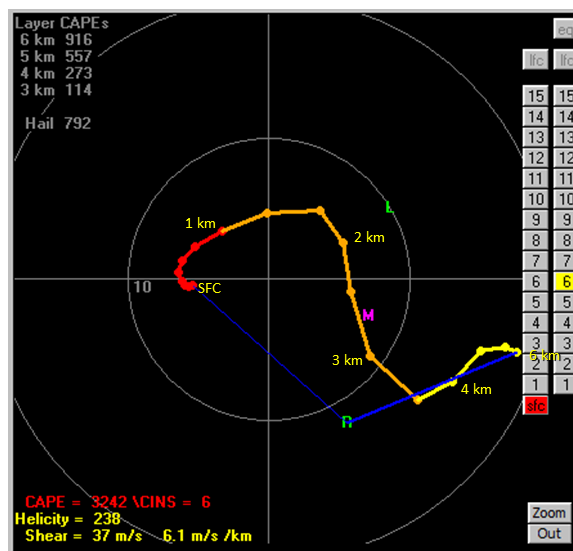 Layer CAPEs
6 km 916
5 km 557
4 km 273
3 km 114
Hail 792
eq
lfc lfc
15 15
14 14
13 13
12 12
11 11
10 10
9 9
8 8
7 7
6 6
5 5
4 4
3 3
2 2
1 1
sfc
L
1 km
2 km
10
SFC
M
3 km
6 km
4 km
R
CAPE = 3242 \CINS = 6
Helicity = 238
Shear = 37 m/s 6.1 m/s /km
Zoom
Out